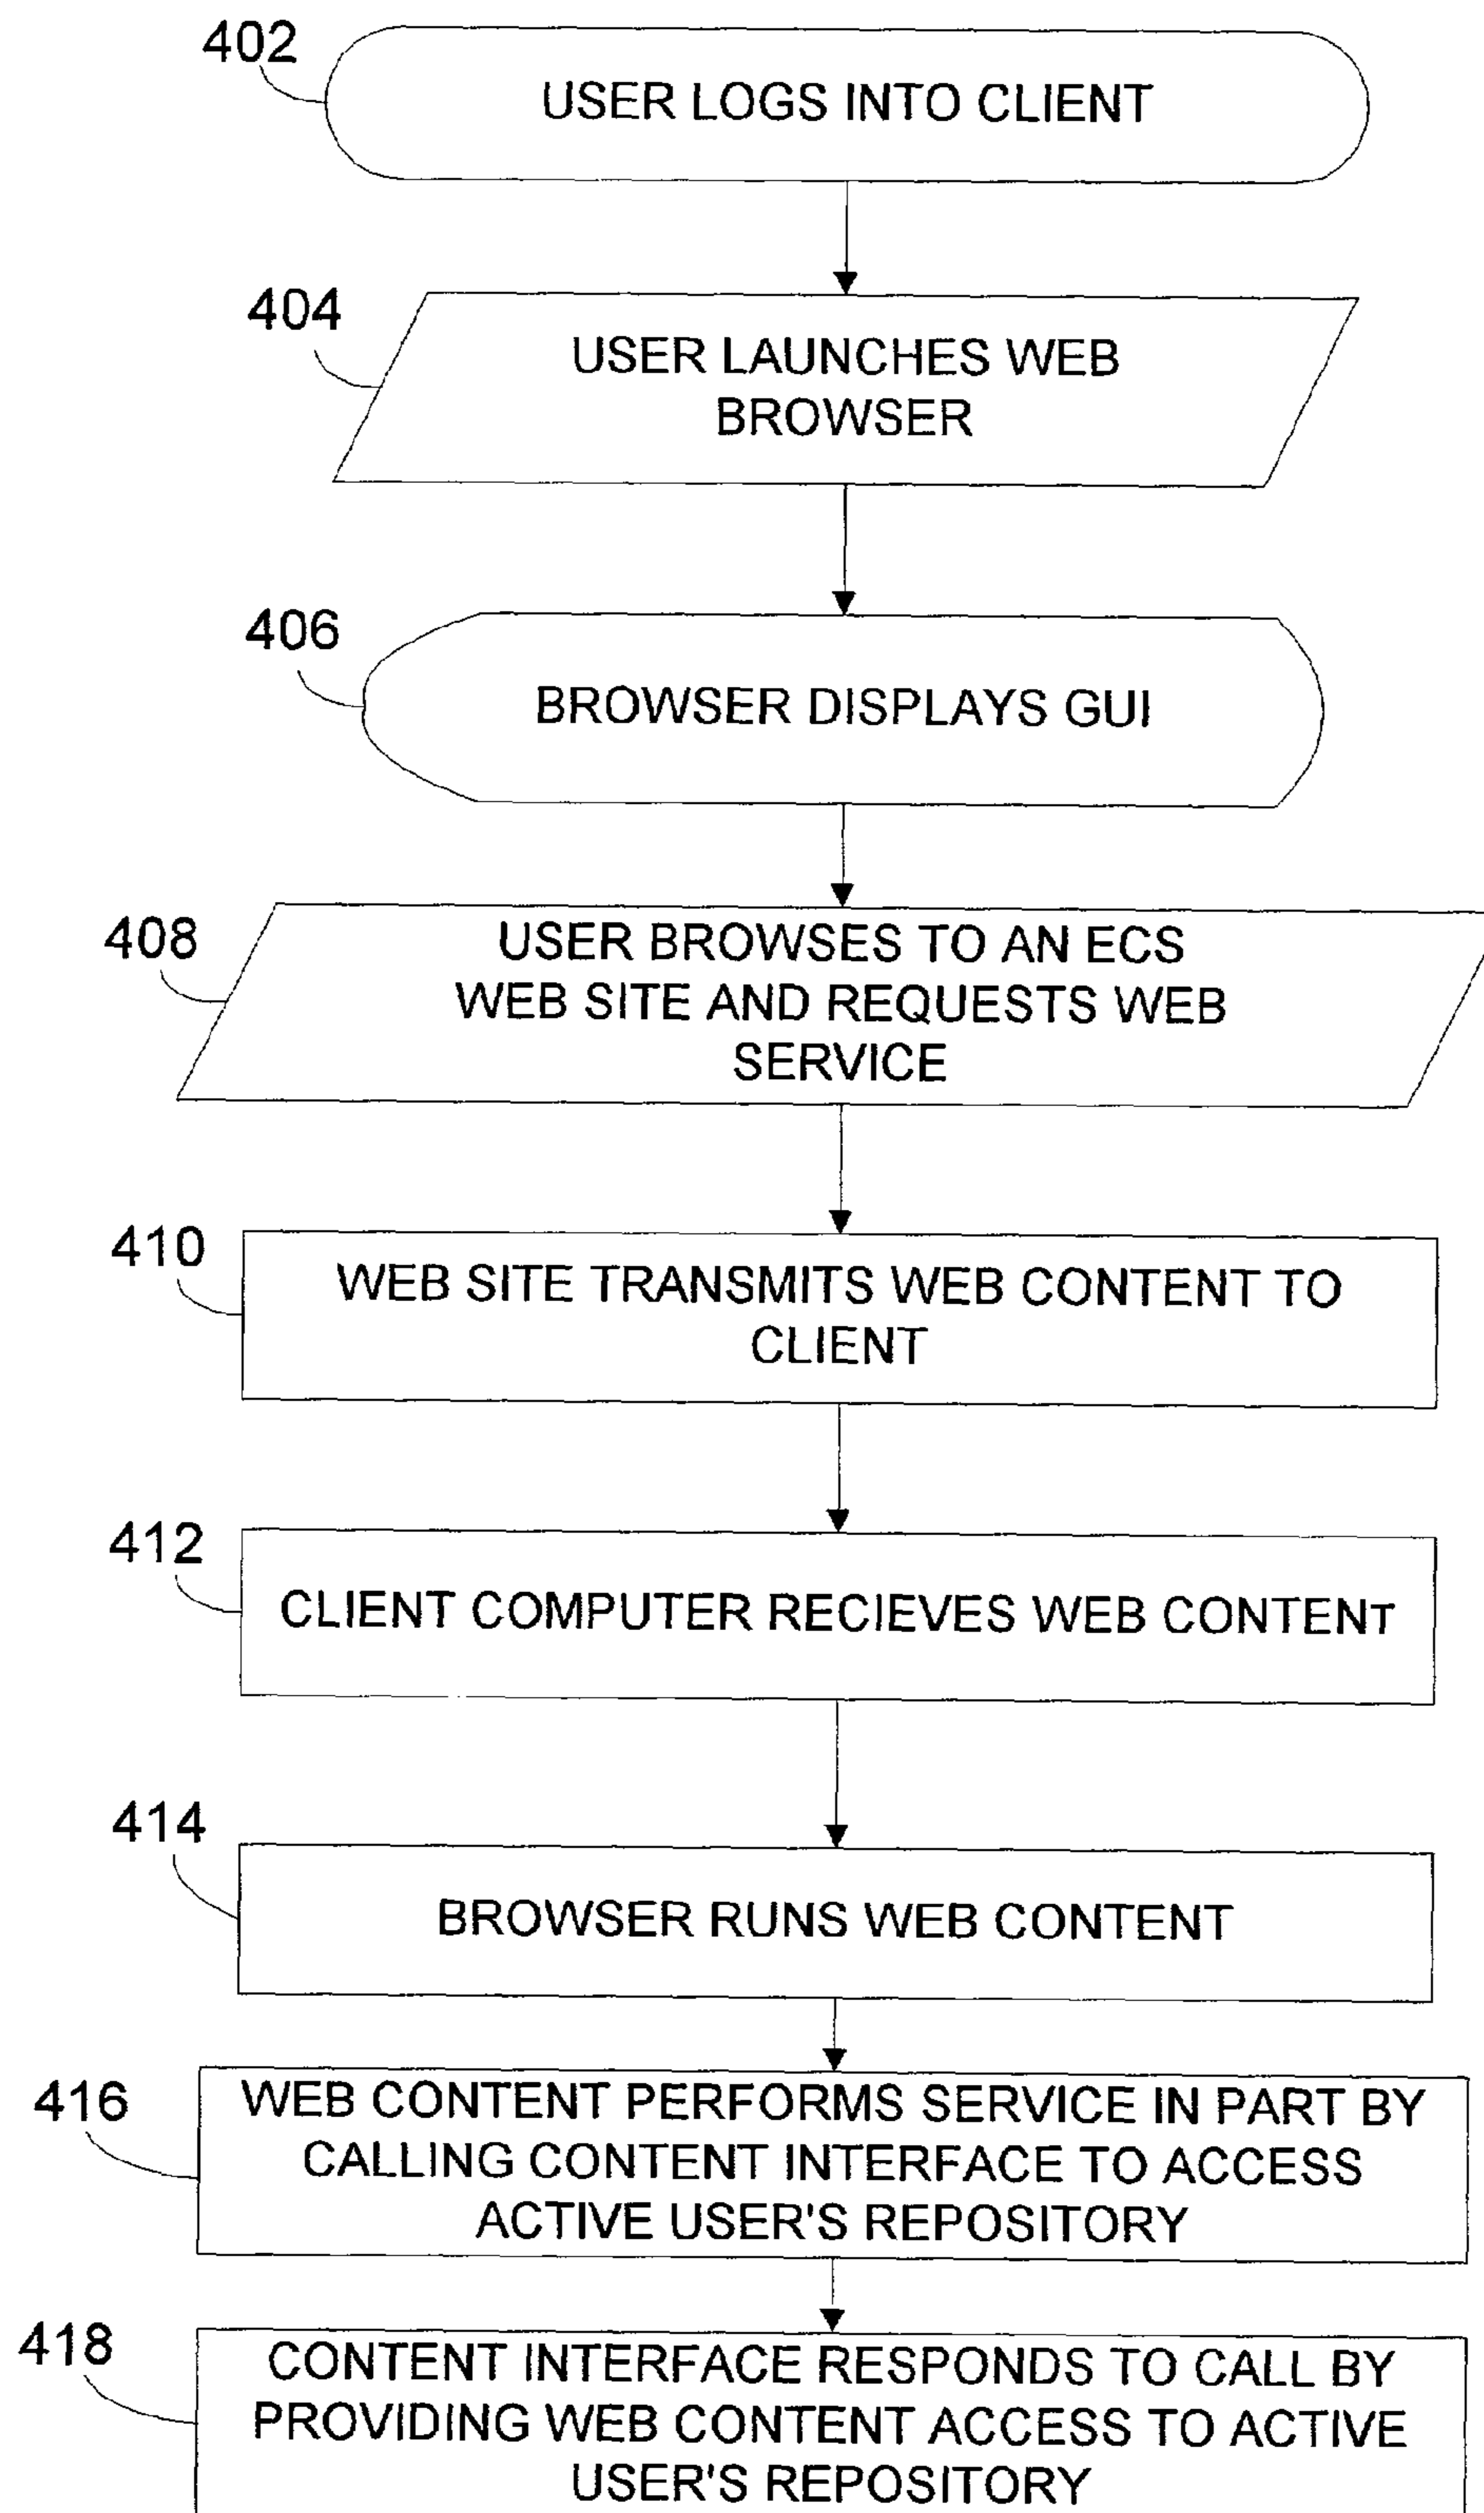 402
USER LOGS INTO CLIENT
404
USER LAUNCHES WEB
BROWSER
406
BROWSER DISPLAYS GUI
408
USER BROWSES TO AN ECS
WEB SITE AND REQUESTS WEB
SERVICE
410
WEB SITE TRANSMITS WEB CONTENT TO
CLIENT
412
CLIENT COMPUTER RECIEVES WEB CONTENT
414
BROWSER RUNS WEB CONTENT
416
WEB CONTENT PERFORMS SERVICE IN PART BY
CALLING CONTENT INTERFACE TO ACCESS
ACTIVE USER'S REPOSITORY
418
CONTENT INTERFACE RESPONDS TO CALL BY
PROVIDING WEB CONTENT ACCESS TO ACTIVE
USER'S REPOSITORY